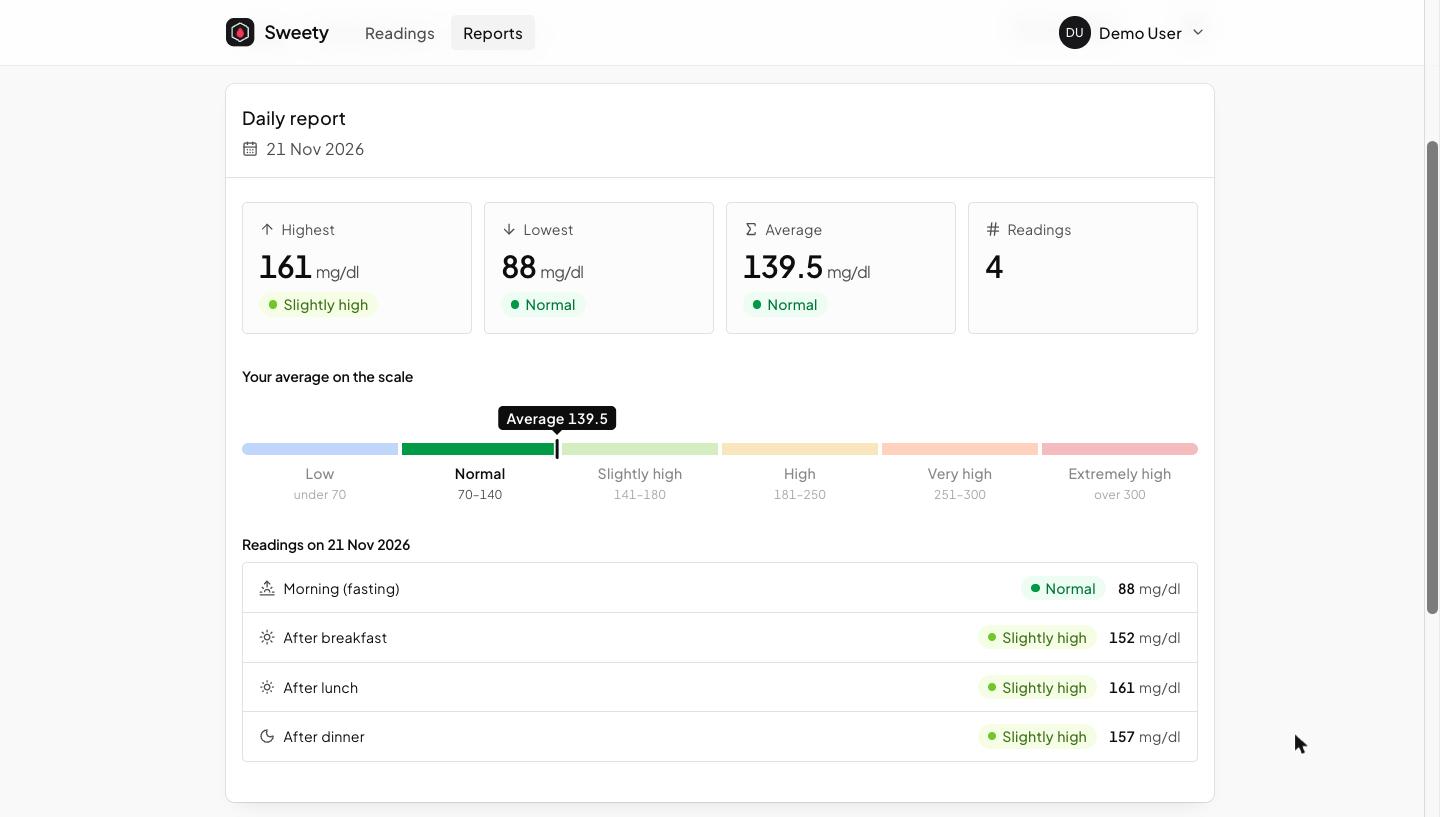 Sweety Readings Reports DU Demo User
Daily report
21 Nov 2026
Highest Lowest Average Readings
161 mg/dl 88 mg/dl 139.5 mg/dl 4
Slightly high Normal Normal
Your average on the scale
Average 139.5
Low Normal Slightly high High Very high Extremely high
under 70 70–140 141–180 181–250 251–300 over 300
Readings on 21 Nov 2026
Morning (fasting) Normal 88 mg/dl
After breakfast Slightly high 152 mg/dl
After lunch Slightly high 161 mg/dl
After dinner Slightly high 157 mg/dl